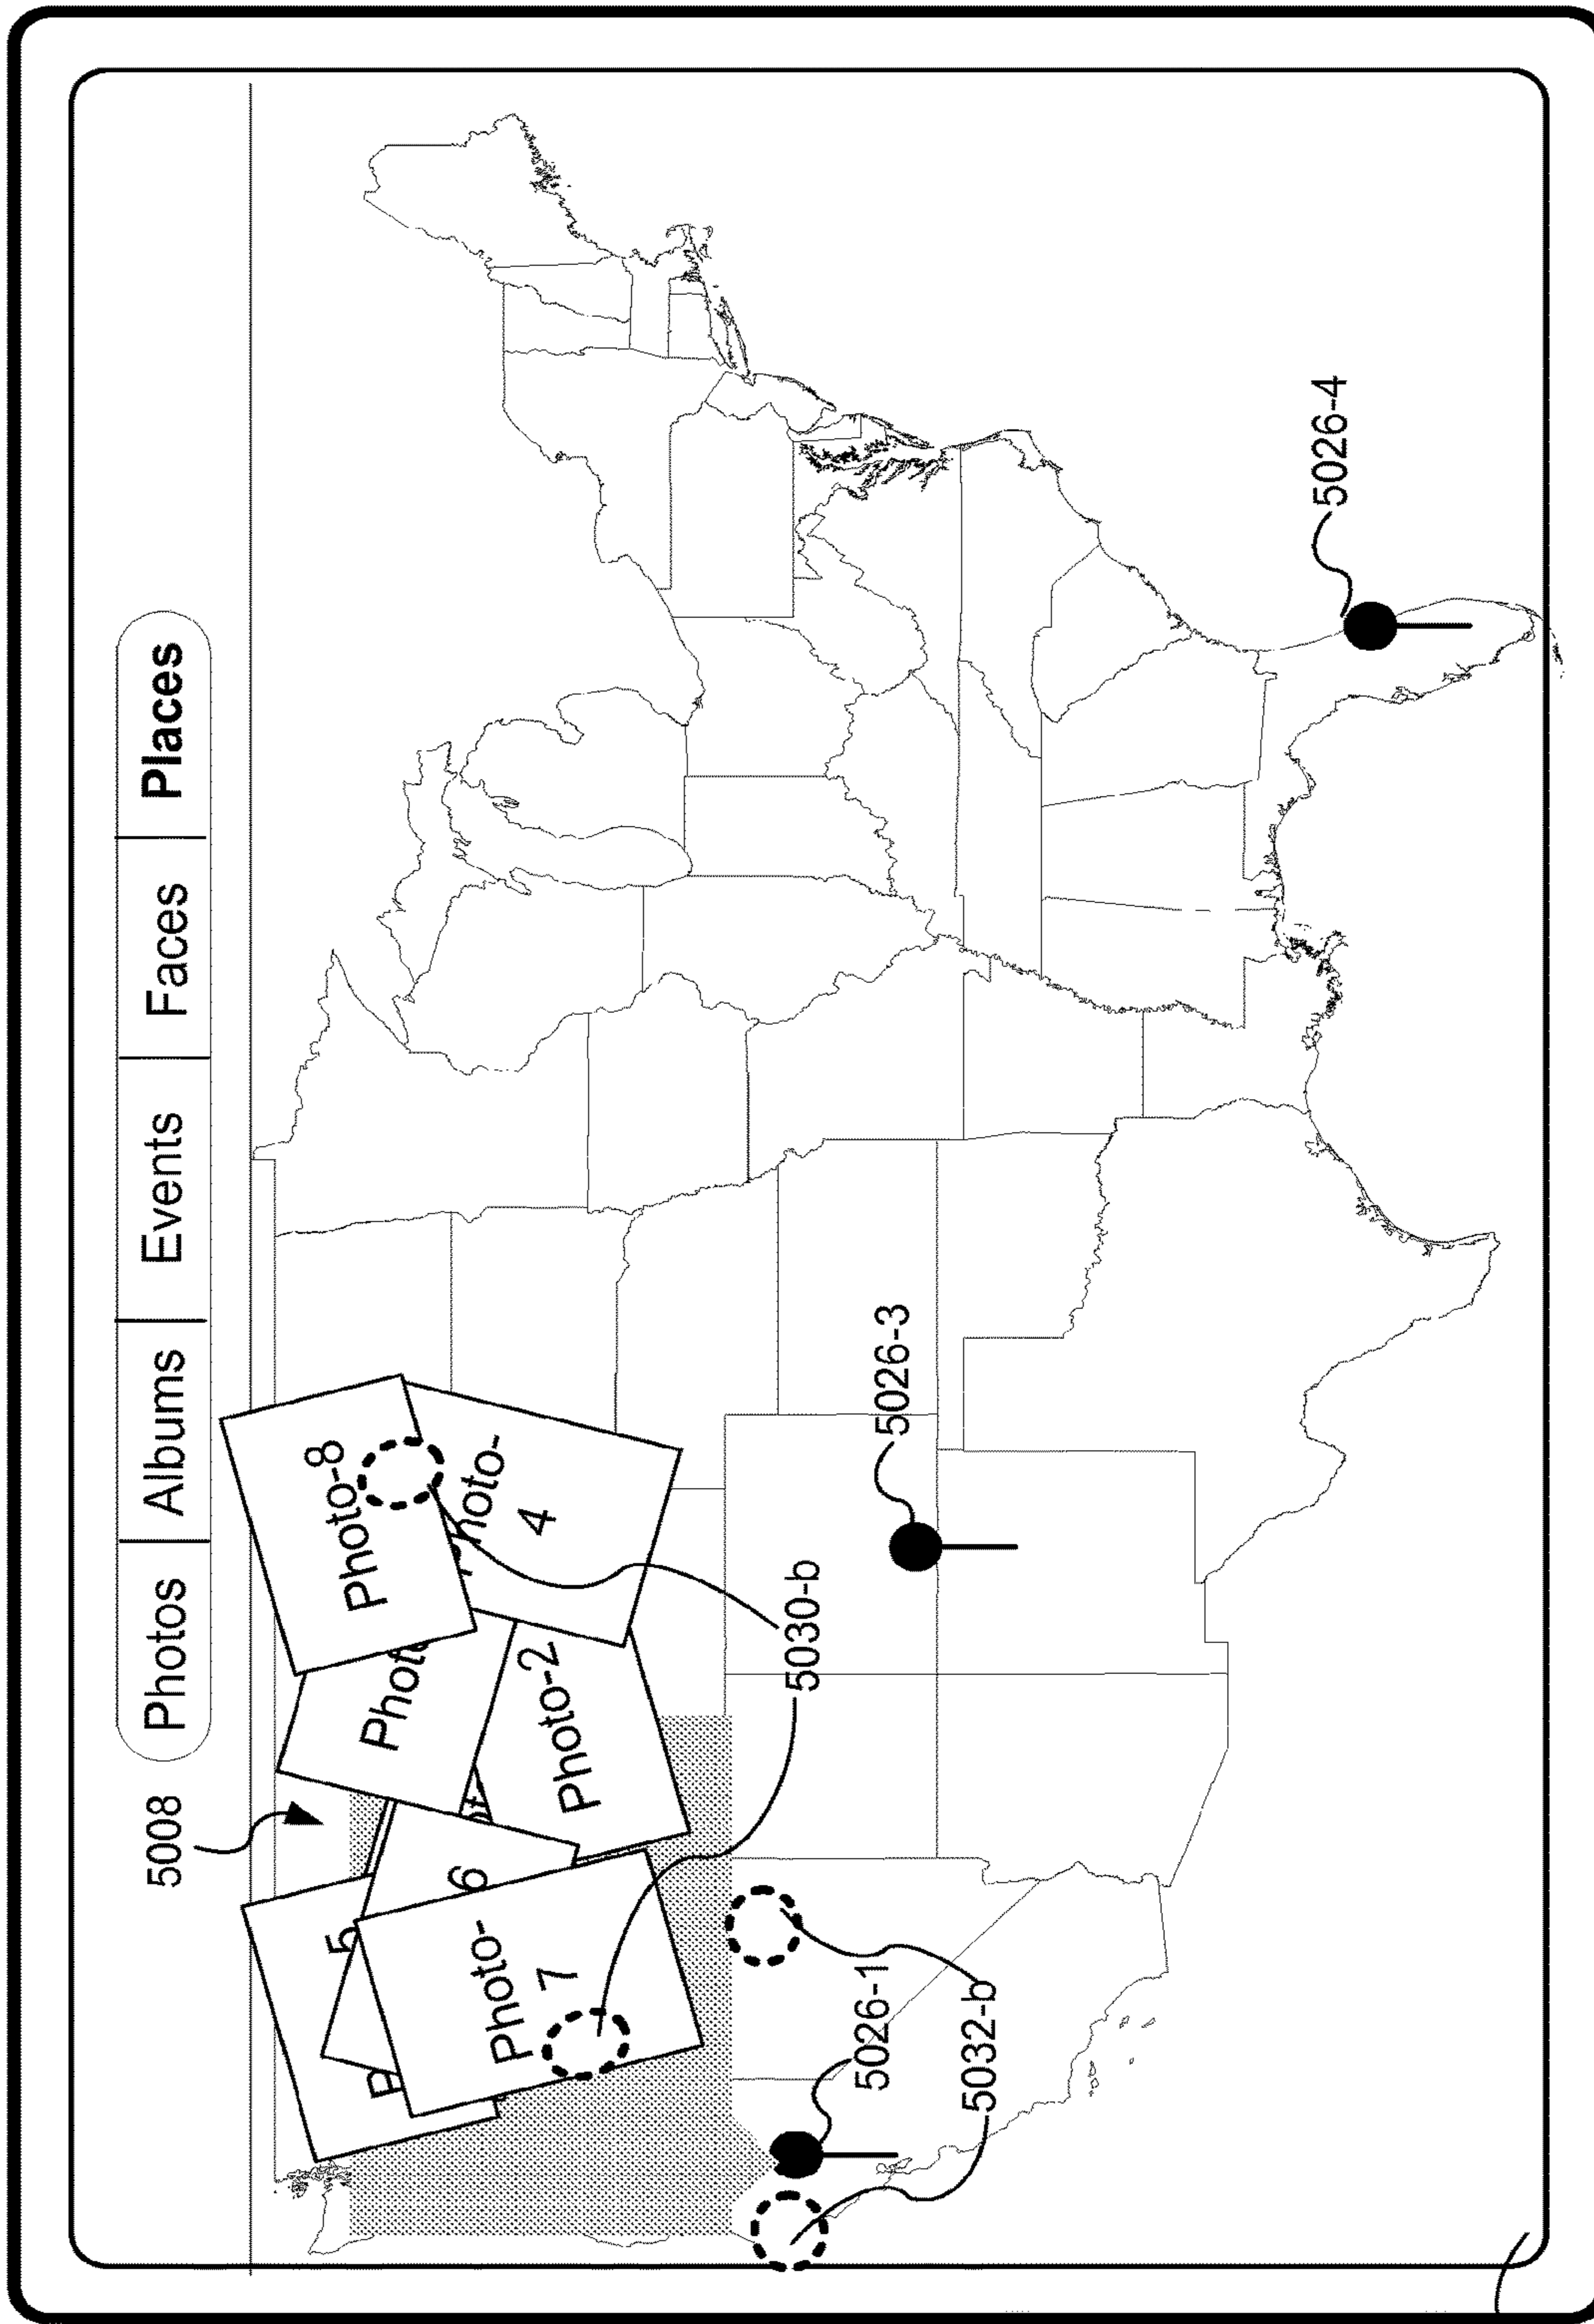 5008
Photos
Albums
Events
Faces
Places
Photo-8
Photo-
4
Photo-2
5
6
Photo-
7
5030-b
5026-3
5026-4
5026-1
5032-b